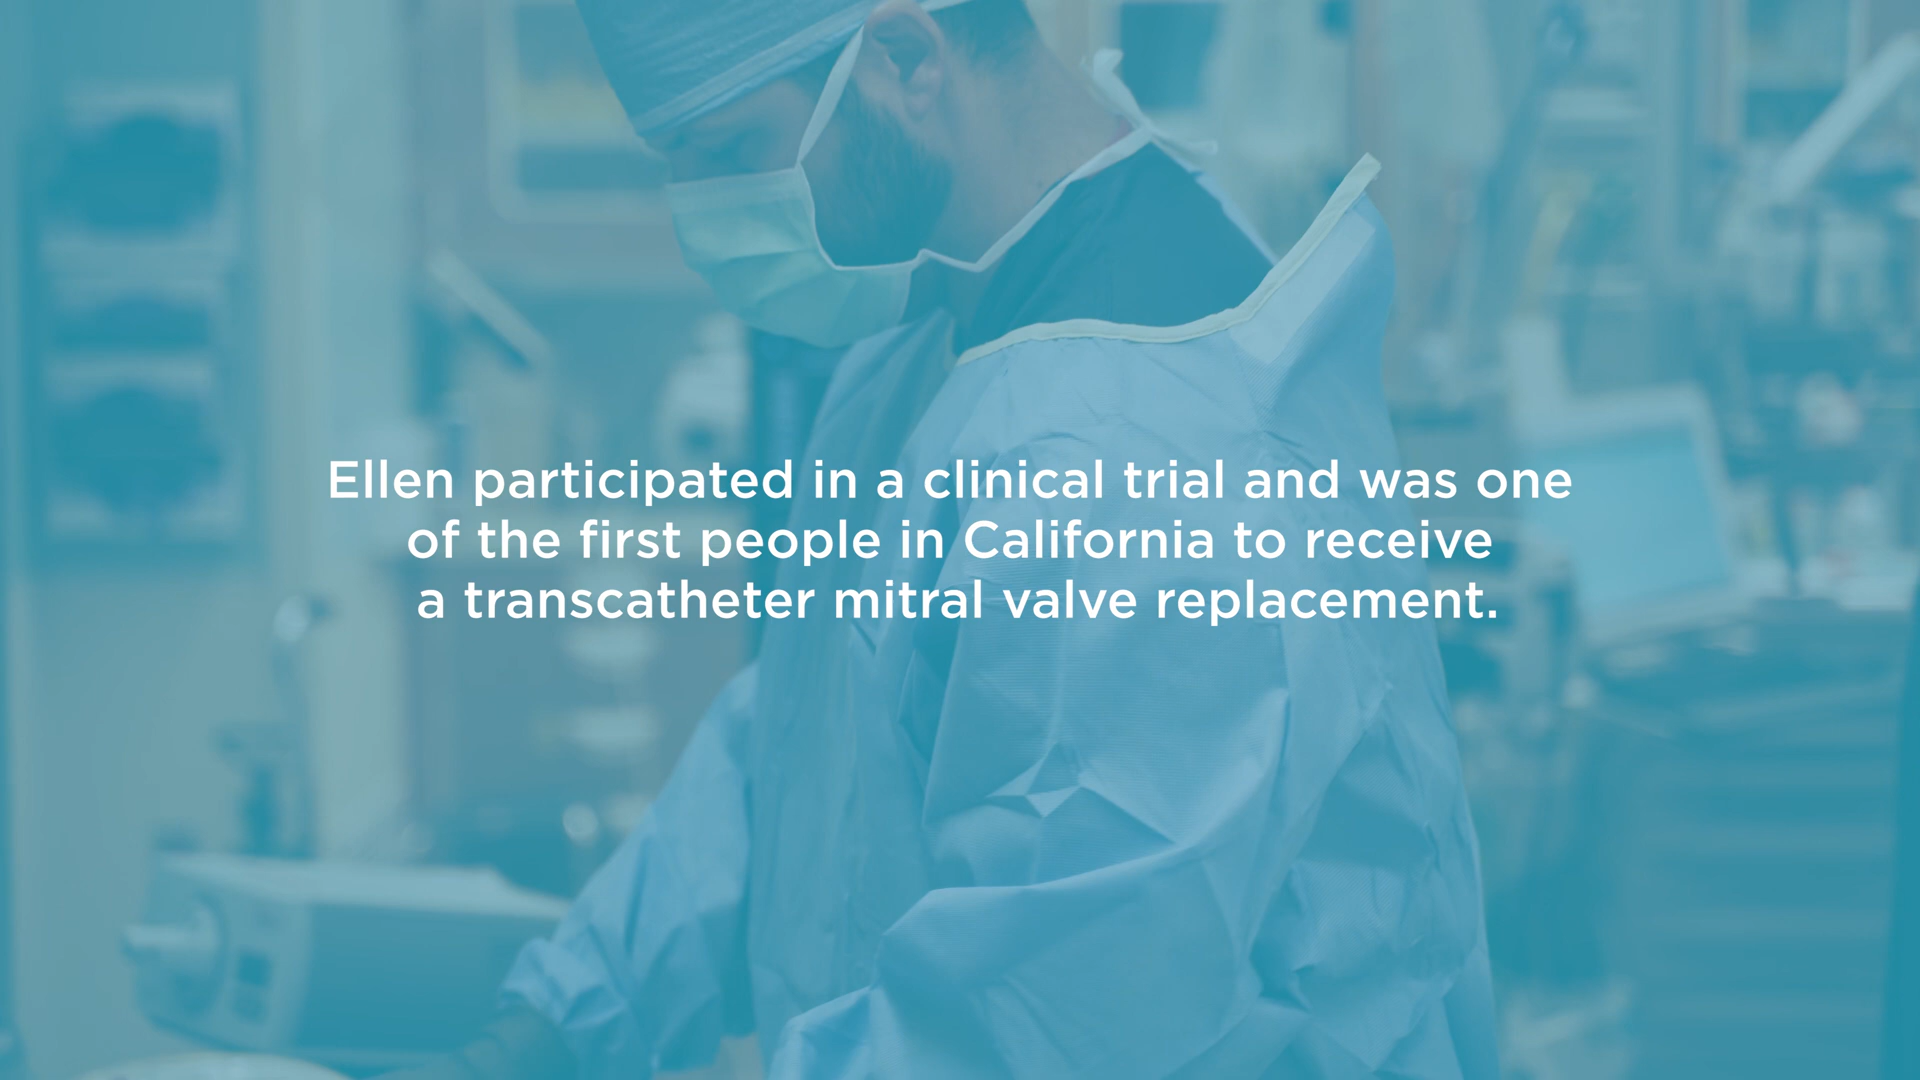 Ellen participated in a clinical trial and was one
of the first people in California to receive
a transcatheter mitral valve replacement.